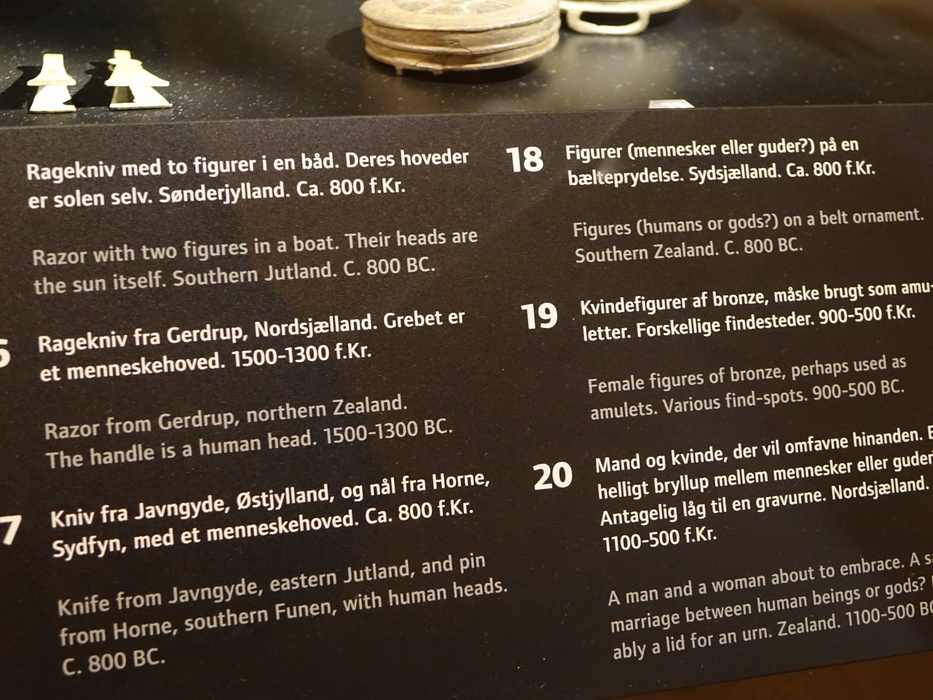 Ragekniv med to figurer i en båd. Deres hoveder
er solen selv. Sønderjylland. Ca. 800 f.Kr.
Razor with two figures in a boat. Their heads are
the sun itself. Southern Jutland. C. 800 BC.
6
Ragekniv fra Gerdrup, Nordsjælland. Grebet er
et menneskehoved. 1500-1300 f.Kr.
Razor from Gerdrup, northern Zealand.
The handle is a human head. 1500-1300 BC.
7
Kniv fra Javngyde, Østjylland, og nål fra Horne,
Sydfyn, med et menneskehoved. Ca. 800 f.Kr.
Knife from Javngyde, eastern Jutland, and pin
from Horne, southern Funen, with human heads.
C. 800 BC.
18
Figurer (mennesker eller guder?) på en
bælteprydelse. Sydsjælland. Ca. 800 f.Kr.
Figures (humans or gods?) on a belt ornament.
Southern Zealand. C. 800 BC.
19
Kvindefigurer af bronze, måske brugt som amu-
letter. Forskellige findesteder. 900-500 f.Kr.
Female figures of bronze, perhaps used as
amulets. Various find-spots. 900-500 BC.
20
Mand og kvinde, der vil omfavne hinanden.
helligt bryllup mellem mennesker eller guder
Antagelig låg til en gravurne. Nordsjælland.
1100-500 f.Kr.
A man and a woman about to embrace. A
marriage between human beings or gods?
ably a lid for an urn. Zealand. 1100-500 BC